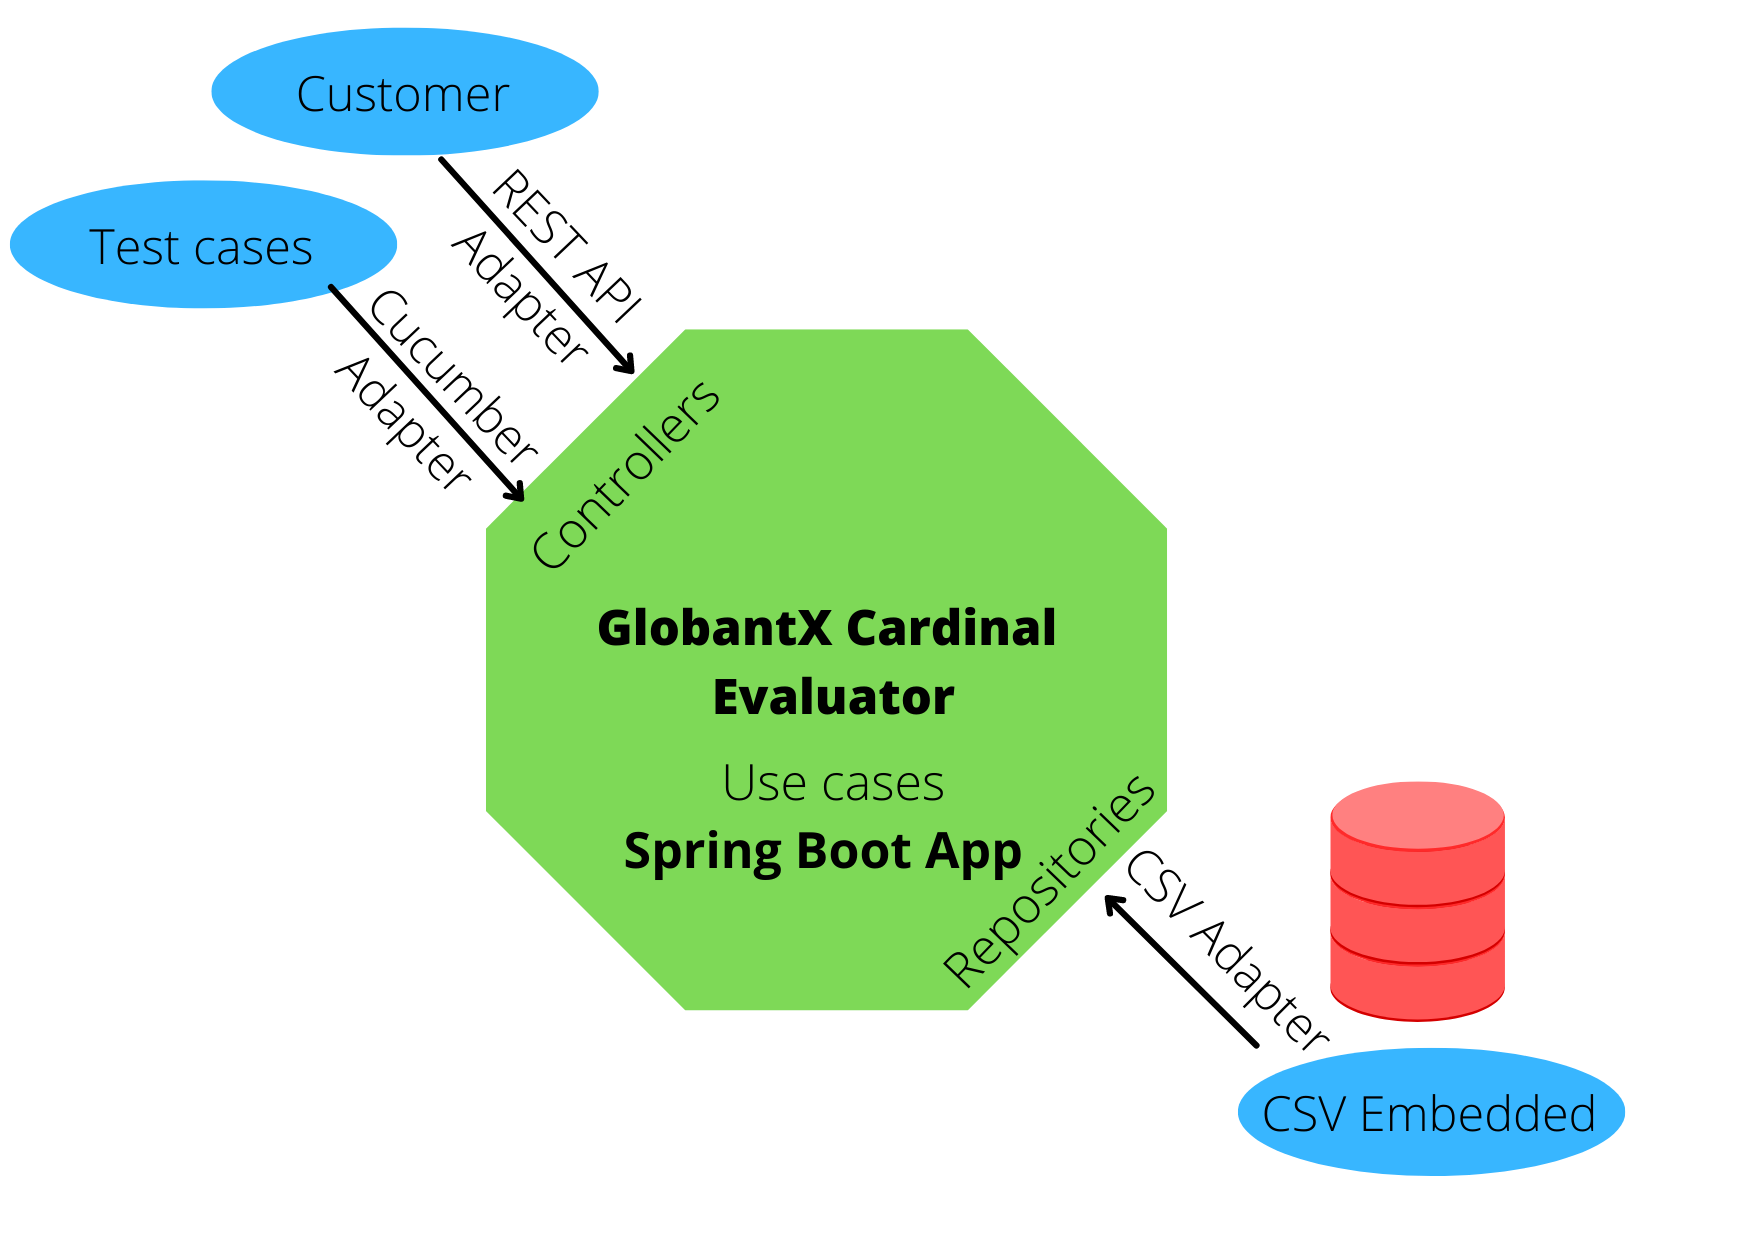 Customer
Test cases
REST API
Adapter
Cucumber
Adapter
Controllers
GlobantX Cardinal
Evaluator
Use cases
Spring Boot App
Repositories
CSV Adapter
CSV Embedded